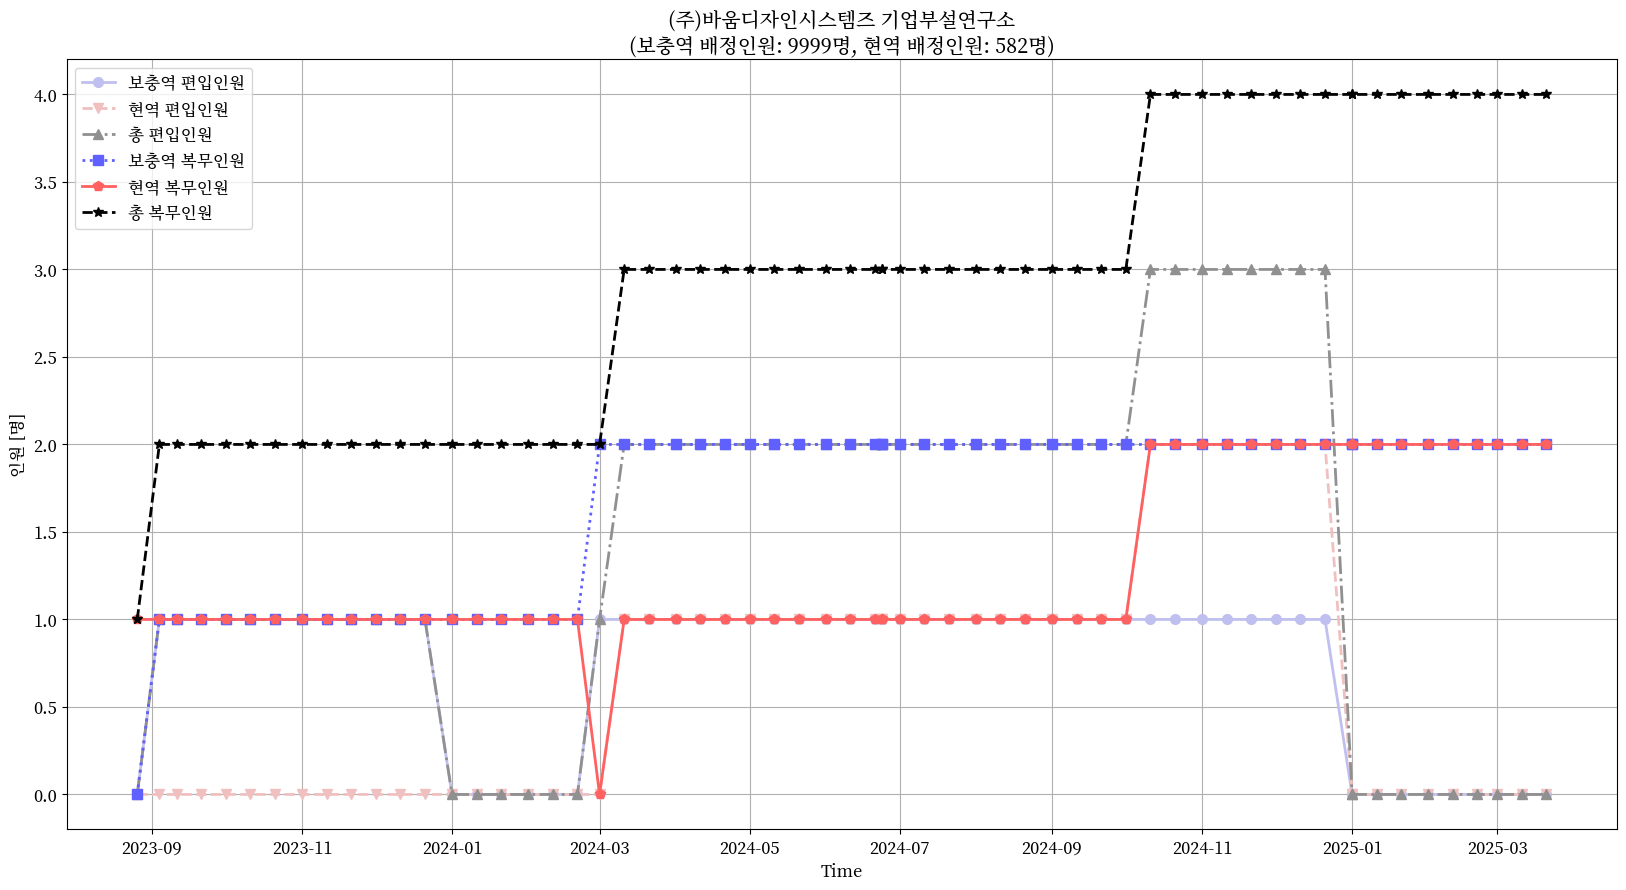 (주)바움디자인시스템즈 기업부설연구소
(보충역 배정인원: 9999명, 현역 배정인원: 582명)
보충역 편입인원
현역 편입인원
총 편입인원
보충역 복무인원
현역 복무인원
총 복무인원
인원 [명]
4.0
3.5
3.0
2.5
2.0
1.5
1.0
0.5
0.0
2023-09 2023-11 2024-01 2024-03 2024-05 2024-07 2024-09 2024-11 2025-01 2025-03
Time